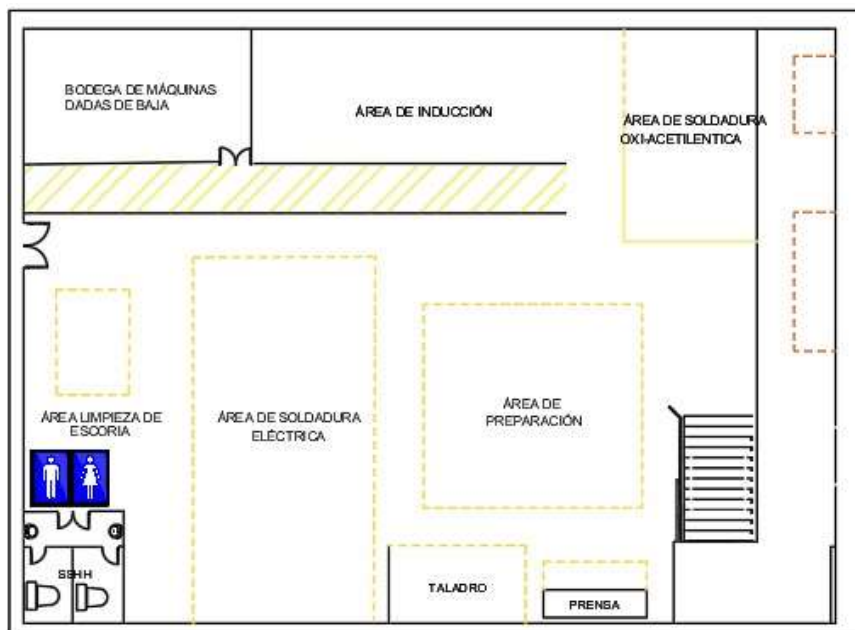 BODEGA DE MÁQUINAS
DADAS DE BAJA
ÁREA DE INDUCCIÓN
ÁREA DE SOLDADURA
OXI-ACETILENTICA
ÁREA LIMPIEZA DE
ESCORIA
ÁREA DE SOLDADURA
ELÉCTRICA
ÁREA DE
PREPARACIÓN
SSHH
TALADRO
PRENSA